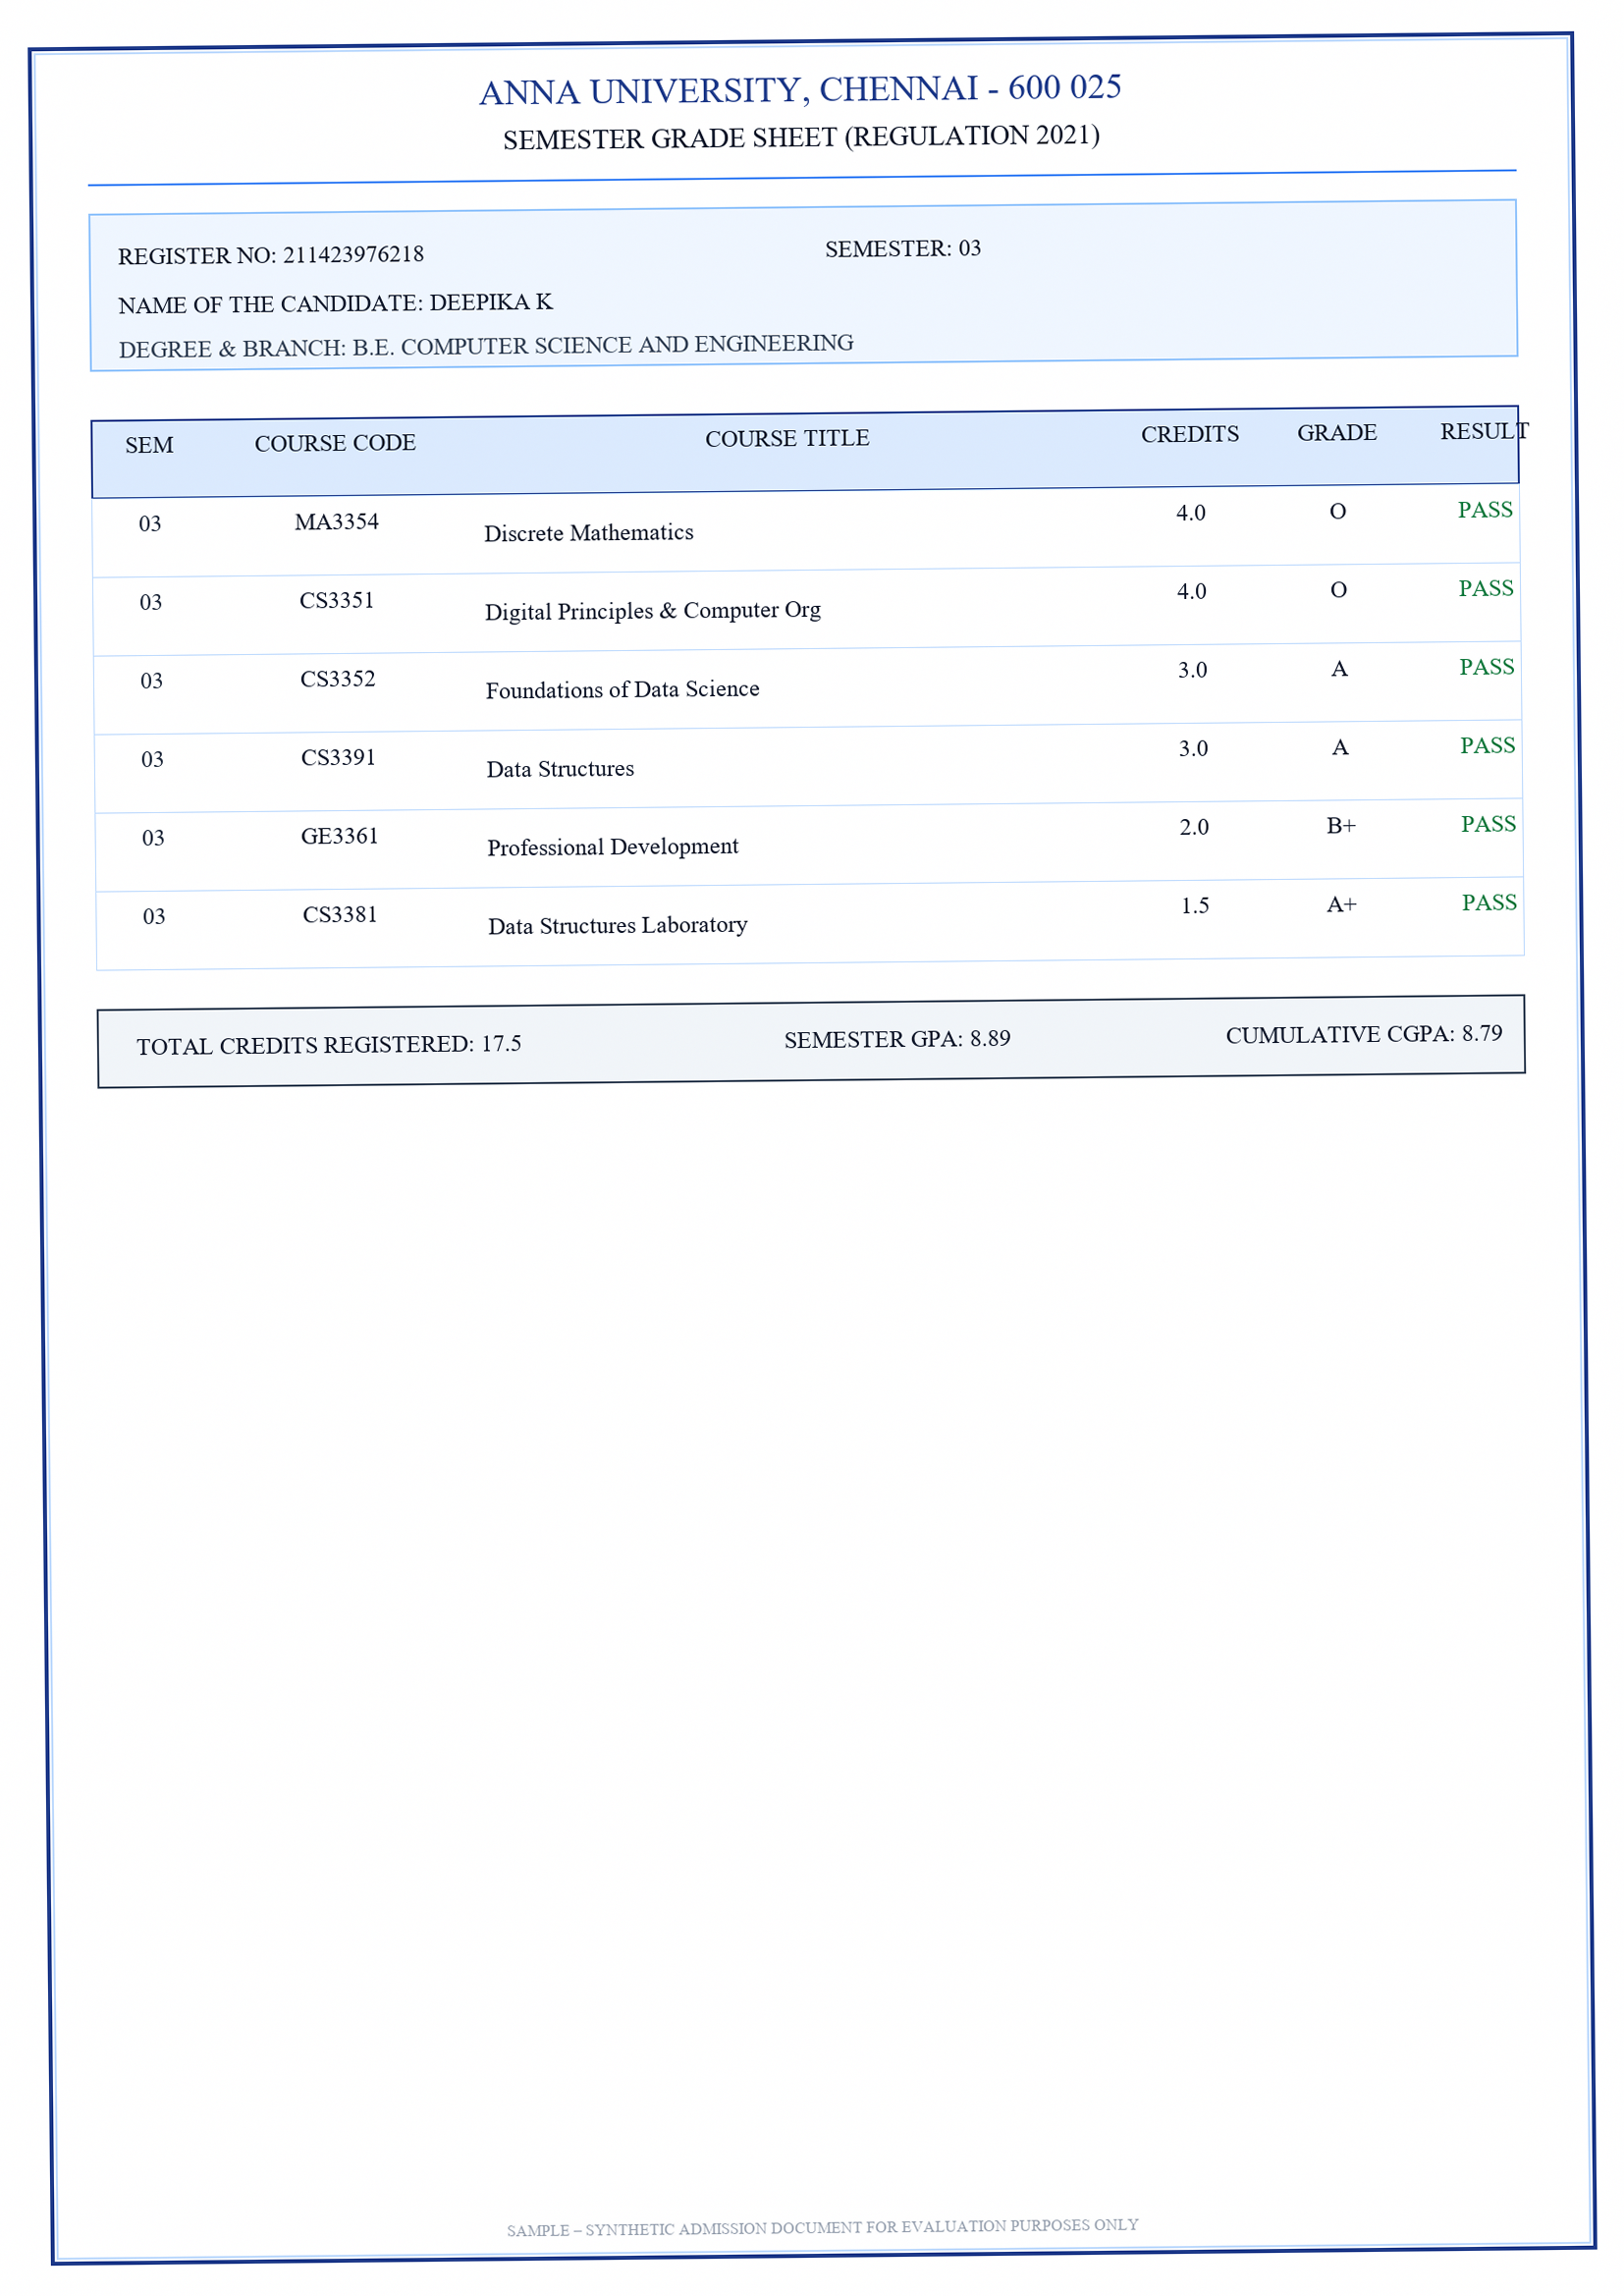 ANNA UNIVERSITY, CHENNAI - 600 025
SEMESTER GRADE SHEET (REGULATION 2021)
REGISTER NO: 211423976218 SEMESTER: 03
NAME OF THE CANDIDATE: DEEPIKA K
DEGREE & BRANCH: B.E. COMPUTER SCIENCE AND ENGINEERING
SEM COURSE CODE COURSE TITLE CREDITS GRADE RESULT
03 MA3354 Discrete Mathematics 4.0 O PASS
03 CS3351 Digital Principles & Computer Org 4.0 O PASS
03 CS3352 Foundations of Data Science 3.0 A PASS
03 CS3391 Data Structures 3.0 A PASS
03 GE3361 Professional Development 2.0 B+ PASS
03 CS3381 Data Structures Laboratory 1.5 A+ PASS
TOTAL CREDITS REGISTERED: 17.5 SEMESTER GPA: 8.89 CUMULATIVE CGPA: 8.79
SAMPLE – SYNTHETIC ADMISSION DOCUMENT FOR EVALUATION PURPOSES ONLY